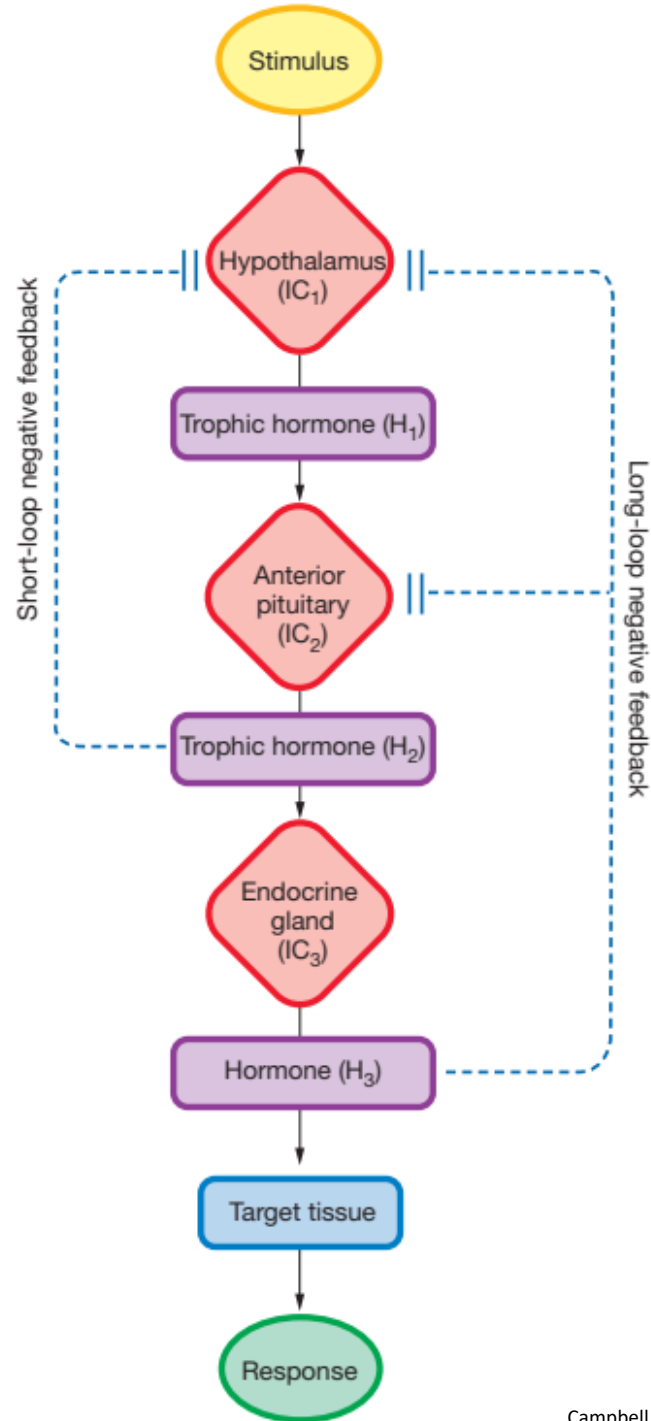 Stimulus
Hypothalamus
(IC₁)
Short-loop negative feedback
Trophic hormone (H₁)
Long-loop negative feedback
Anterior
pituitary
(IC₂)
Trophic hormone (H₂)
Endocrine
gland
(IC₃)
Hormone (H₃)
Target tissue
Response
Campbell